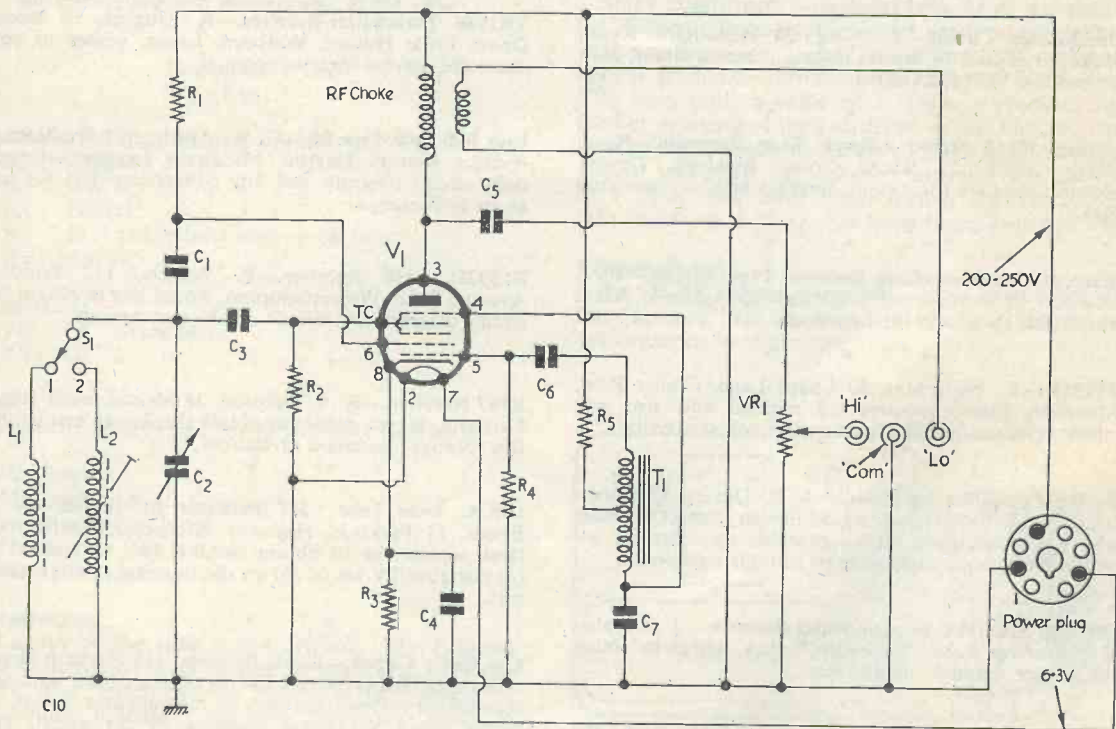 R1
RF Choke
C5
V1
3
4
200-250V
C1
TC
C3
6
5
C6
S1
8
2
7
1
2
R2
R5
VR1
'Hi'
'Com'
'Lo'
L1
L2
C2
R4
T1
R3
C4
C7
1
Power plug
6·3V
C10